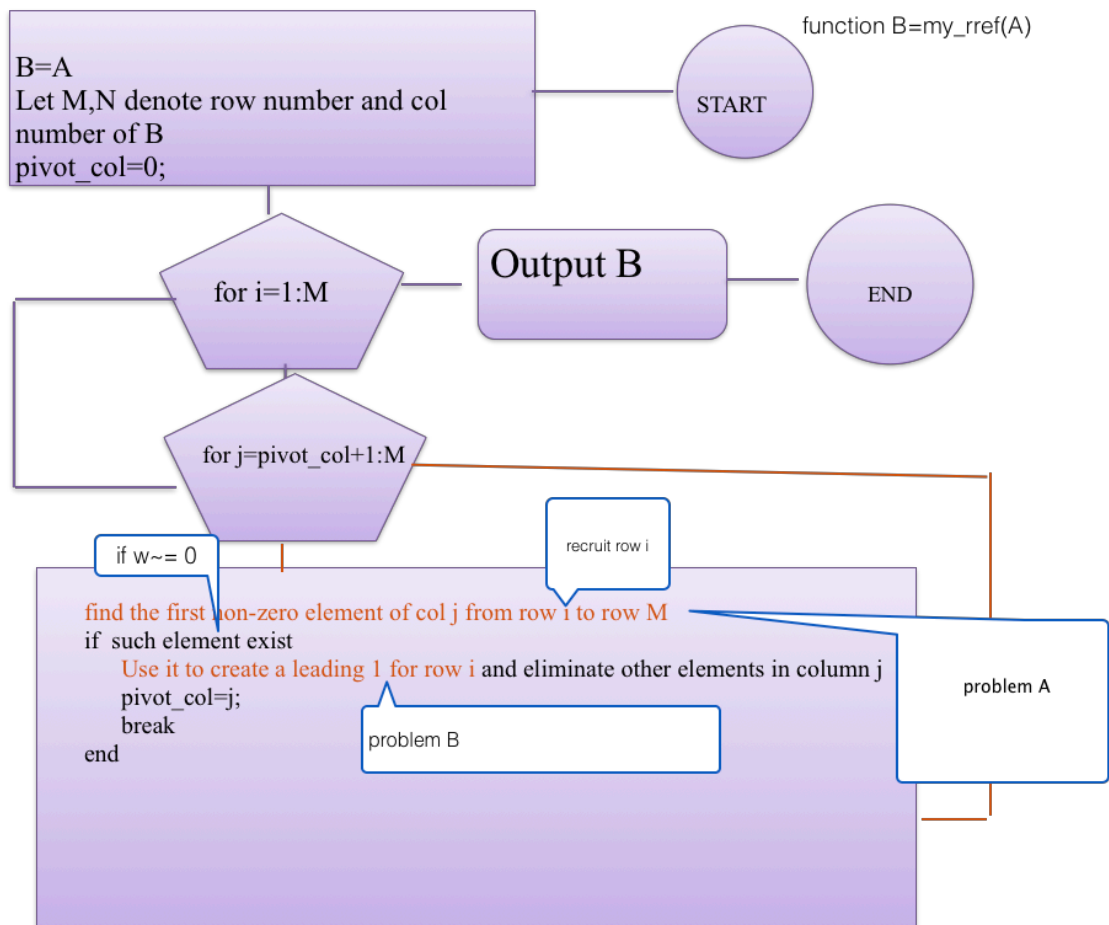 function B=my_rref(A)
B=A
Let M,N denote row number and col
number of B
pivot_col=0;
START
for i=1:M
Output B
END
for j=pivot_col+1:M
if w~= 0
recruit row i
find the first non-zero element of col j from row i to row M
if such element exist
Use it to create a leading 1 for row i and eliminate other elements in column j
pivot_col=j;
break
end
problem B
problem A